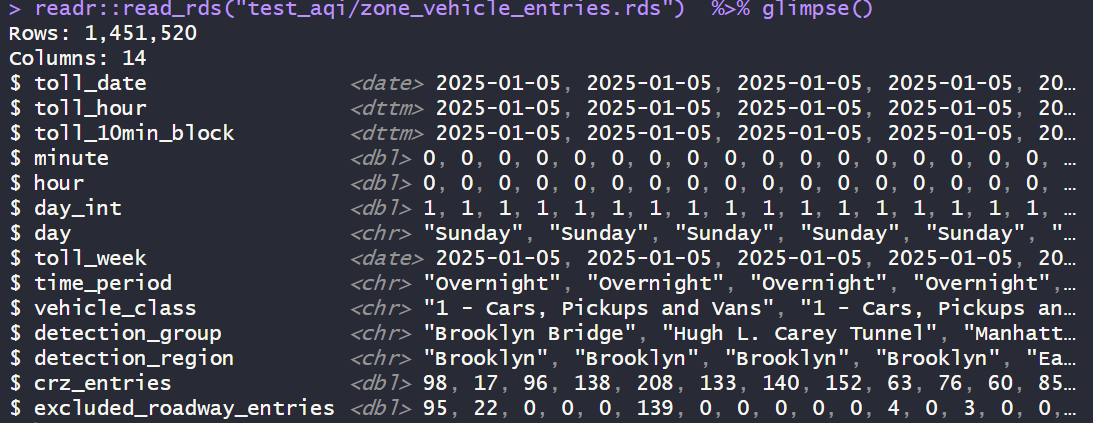 > readr::read_rds("test_aqi/zone_vehicle_entries.rds")  %>% glimpse()
Rows: 1,451,520
Columns: 14
$ toll_date                 <date> 2025-01-05, 2025-01-05, 2025-01-05, 2025-01-05, 20…
$ toll_hour                 <dttm> 2025-01-05, 2025-01-05, 2025-01-05, 2025-01-05, 20…
$ toll_10min_block          <dttm> 2025-01-05, 2025-01-05, 2025-01-05, 2025-01-05, 20…
$ minute                    <dbl> 0, 0, 0, 0, 0, 0, 0, 0, 0, 0, 0, 0, 0, 0, 0, 0, 0, …
$ hour                      <dbl> 0, 0, 0, 0, 0, 0, 0, 0, 0, 0, 0, 0, 0, 0, 0, 0, 0, …
$ day_int                   <dbl> 1, 1, 1, 1, 1, 1, 1, 1, 1, 1, 1, 1, 1, 1, 1, 1, 1, …
$ day                       <chr> "Sunday", "Sunday", "Sunday", "Sunday", "Sunday", "…
$ toll_week                 <date> 2025-01-05, 2025-01-05, 2025-01-05, 2025-01-05, 20…
$ time_period               <chr> "Overnight", "Overnight", "Overnight", "Overnight",…
$ vehicle_class             <chr> "1 - Cars, Pickups and Vans", "1 - Cars, Pickups an…
$ detection_group           <chr> "Brooklyn Bridge", "Hugh L. Carey Tunnel", "Manhatt…
$ detection_region          <chr> "Brooklyn", "Brooklyn", "Brooklyn", "Brooklyn", "Ea…
$ crz_entries               <dbl> 98, 17, 96, 138, 208, 133, 140, 152, 63, 76, 60, 85…
$ excluded_roadway_entries  <dbl> 95, 22, 0, 0, 0, 139, 0, 0, 0, 0, 0, 4, 0, 3, 0, 0,…